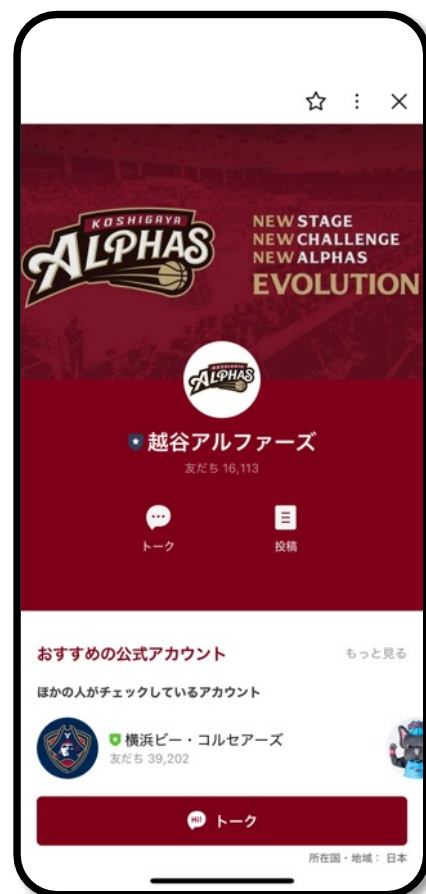 KOSHIGAYA
ALPHAS
NEW STAGE
NEW CHALLENGE
NEW ALPHAS
EVOLUTION
KOSHIGAYA
ALPHAS
越谷アルファーズ
友だち 16,113
トーク
投稿
おすすめの公式アカウント
もっと見る
ほかの人がチェックしているアカウント
横浜ビー・コルセアーズ
友だち 39,202
Hi!
トーク
所在国・地域： 日本